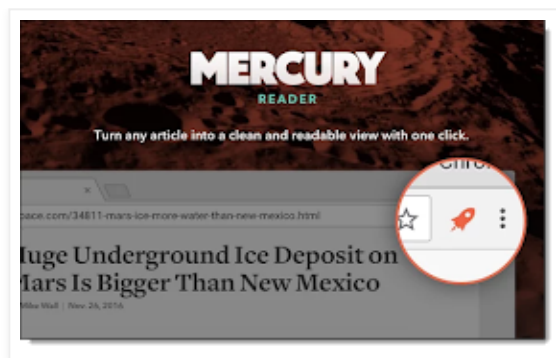 MERCURY
READER
Turn any article into a clean and readable view with one click.
Chro
pace.com/34811-mars-ice-more-water-than-new-mexico.html
Huge Underground Ice Deposit on
Mars Is Bigger Than New Mexico
Mike Wall | Nov. 26, 2016